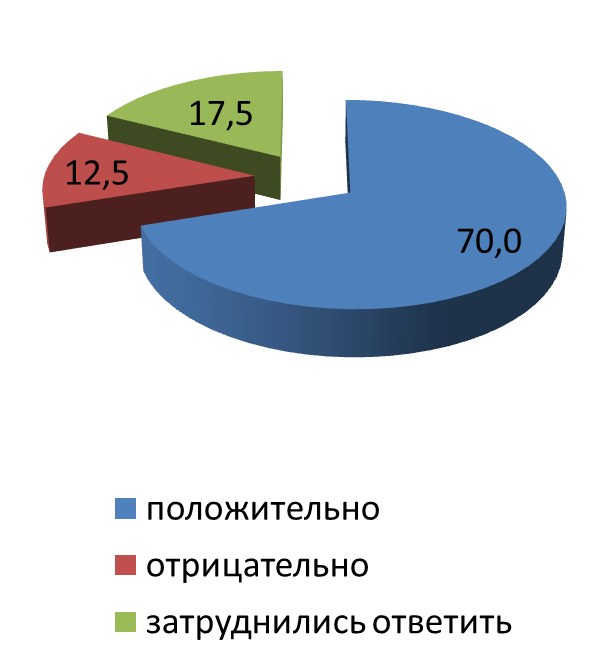 17,5
12,5
70,0
положительно
отрицательно
затруднились ответить